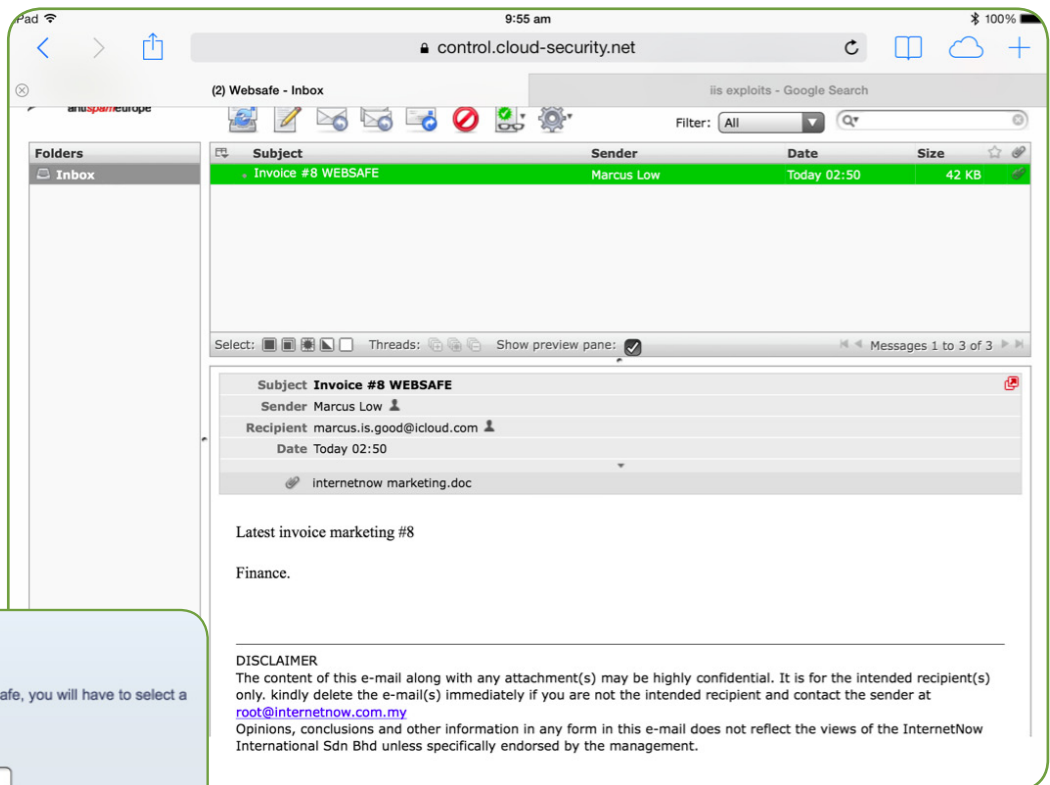 Pad 9:55 am 100%
control.cloud-security.net
(2) Websafe - Inbox iis exploits - Google Search
antispameurope
Filter: All
Folders Subject Sender Date Size
Inbox Invoice #8 WEBSAFE Marcus Low Today 02:50 42 KB
Select: Threads: Show preview pane: Messages 1 to 3 of 3
Subject Invoice #8 WEBSAFE
Sender Marcus Low
Recipient marcus.is.good@icloud.com
Date Today 02:50
internetnow marketing.doc
Latest invoice marketing #8
Finance.
DISCLAIMER
The content of this e-mail along with any attachment(s) may be highly confidential. It is for the intended recipient(s)
only. kindly delete the e-mail(s) immediately if you are not the intended recipient and contact the sender at
root@internetnow.com.my
Opinions, conclusions and other information in any form in this e-mail does not reflect the views of the InternetNow
International Sdn Bhd unless specifically endorsed by the management.
afe, you will have to select a